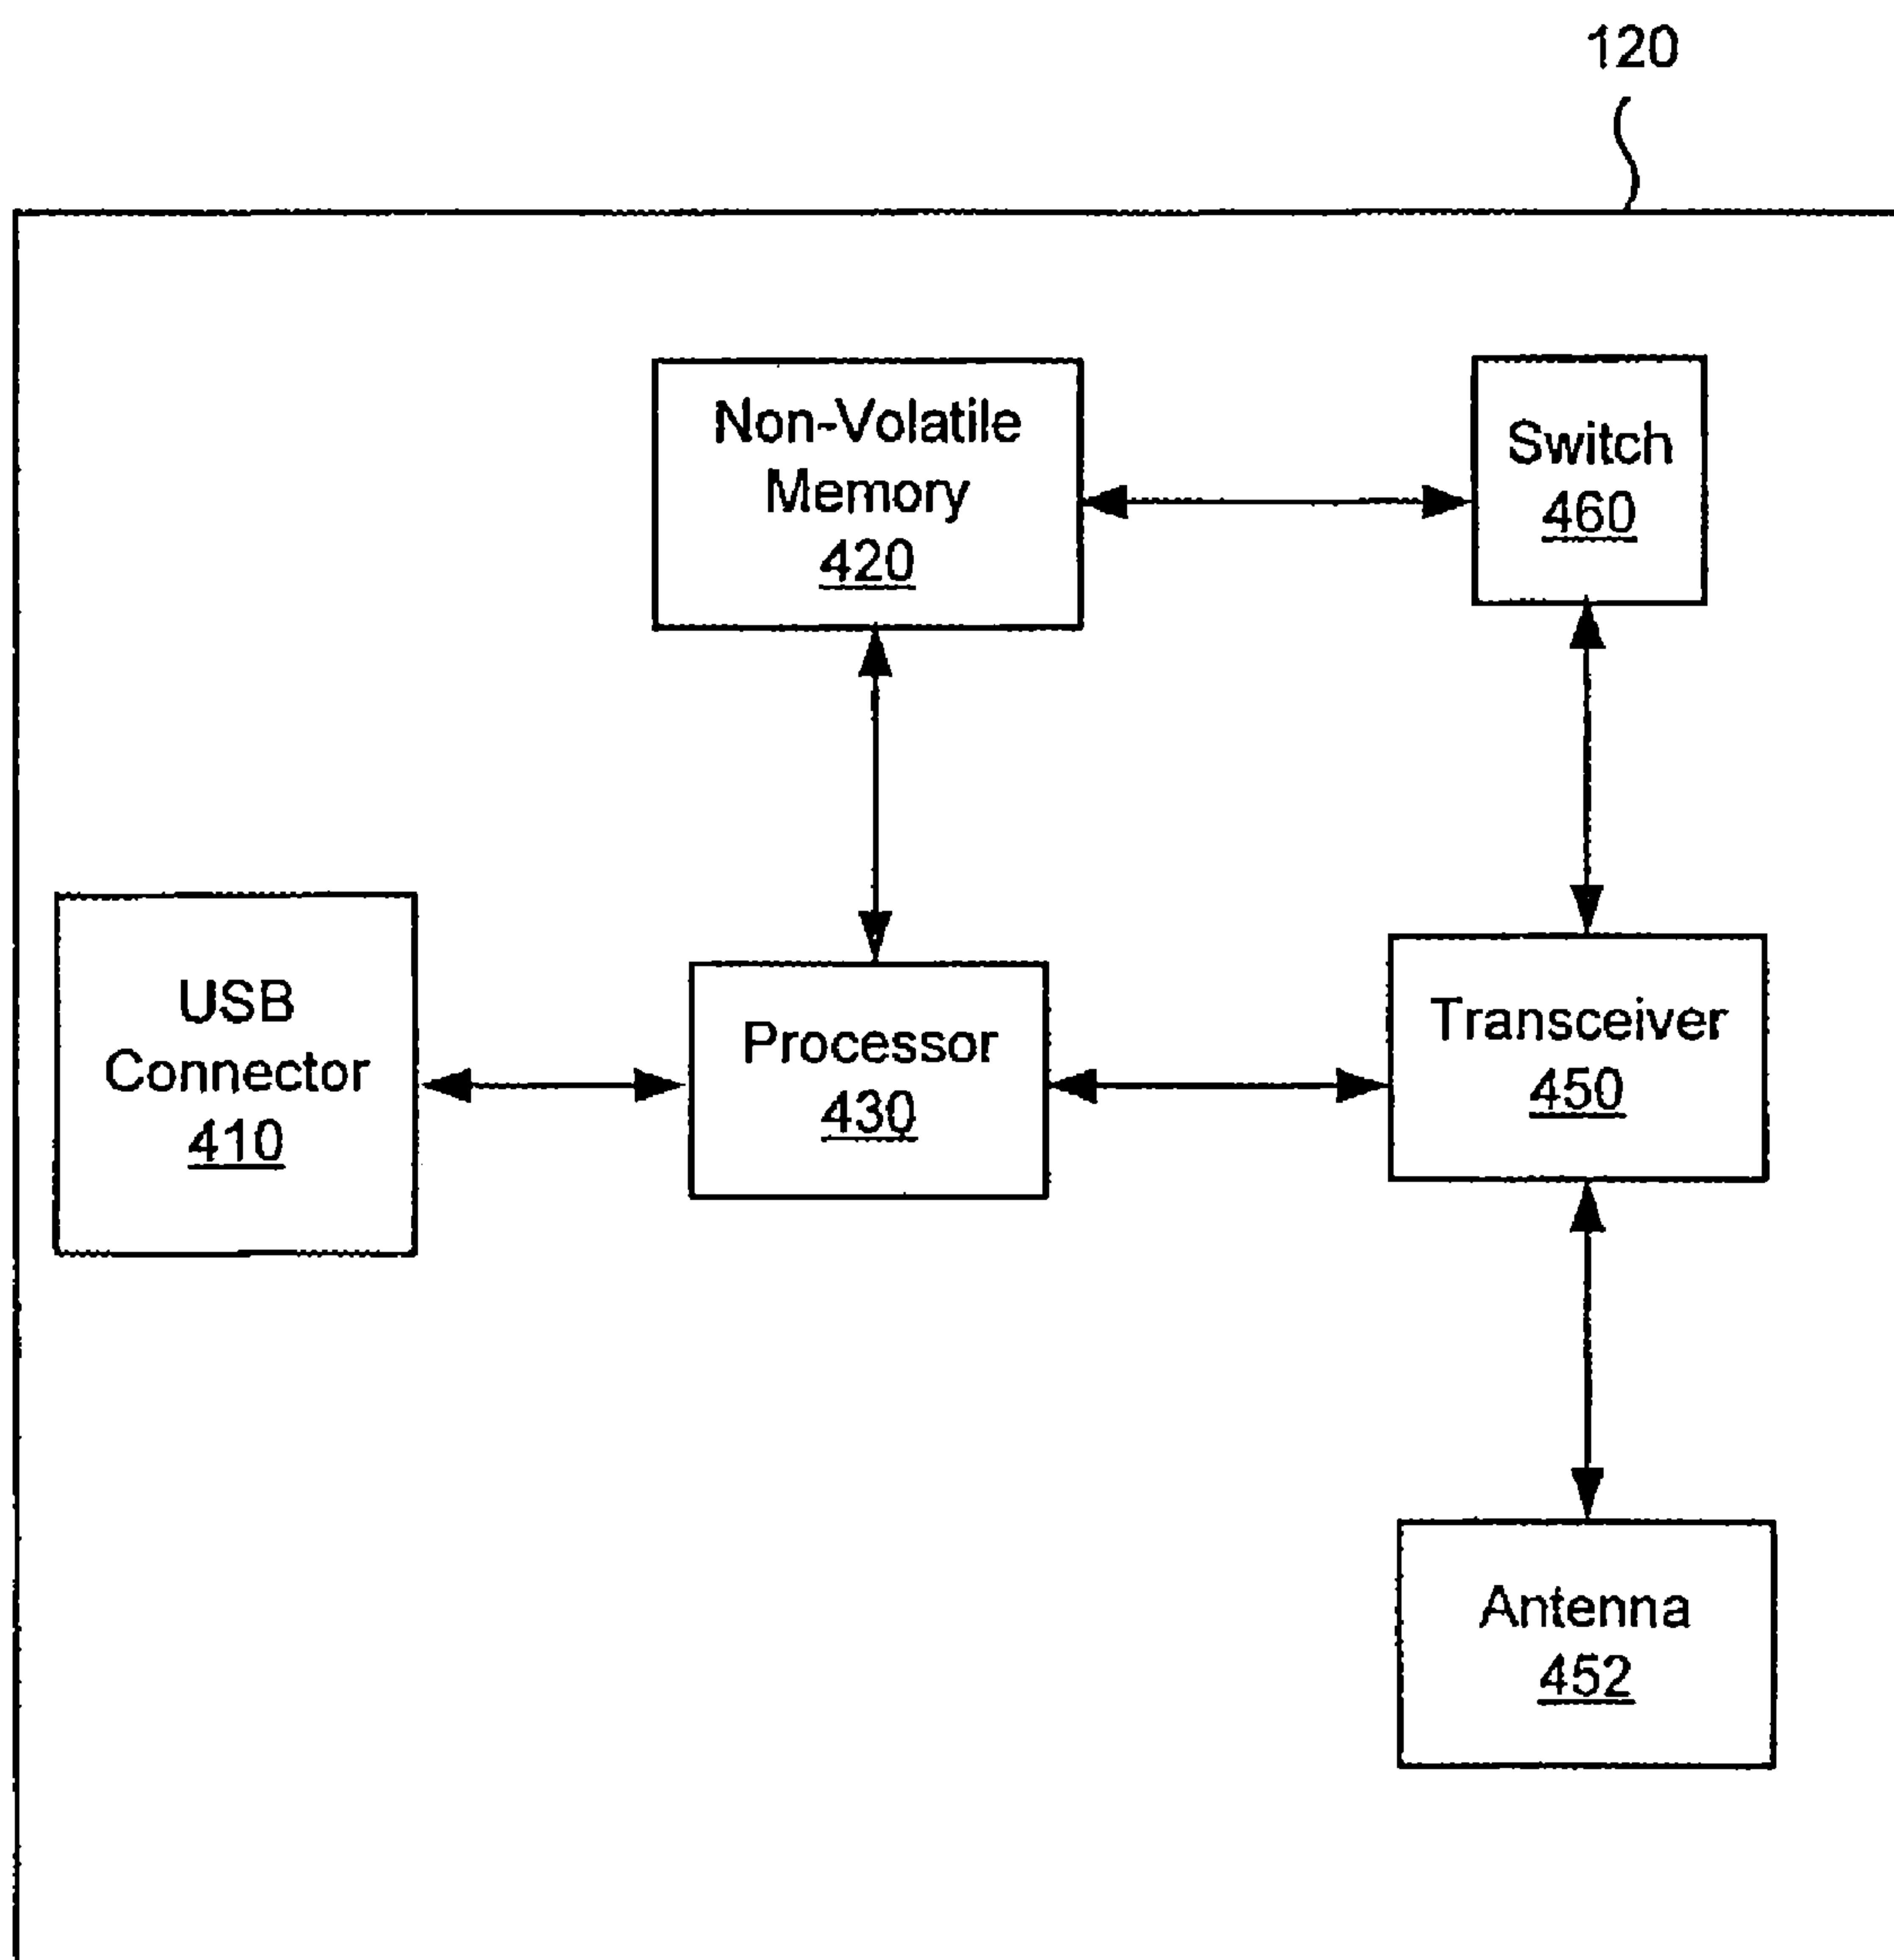 120
Non-Volatile
Memory
420
Switch
460
USB
Connector
410
Processor
430
Transceiver
450
Antenna
452